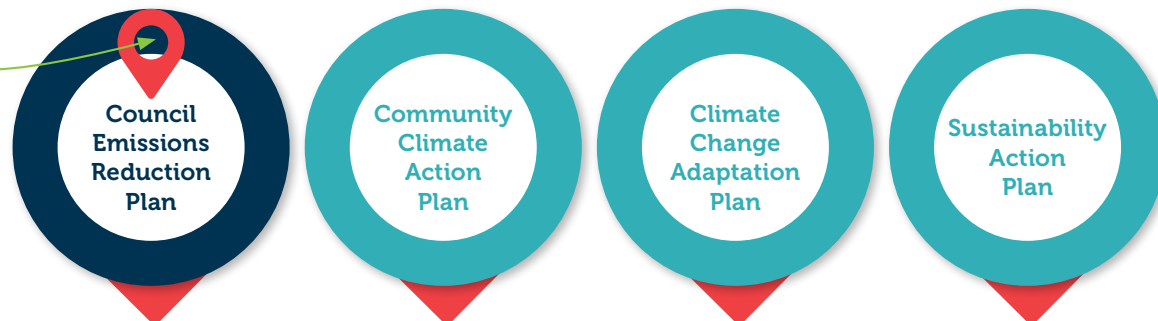 Council
Emissions
Reduction
Plan
Community
Climate
Action
Plan
Climate
Change
Adaptation
Plan
Sustainability
Action
Plan